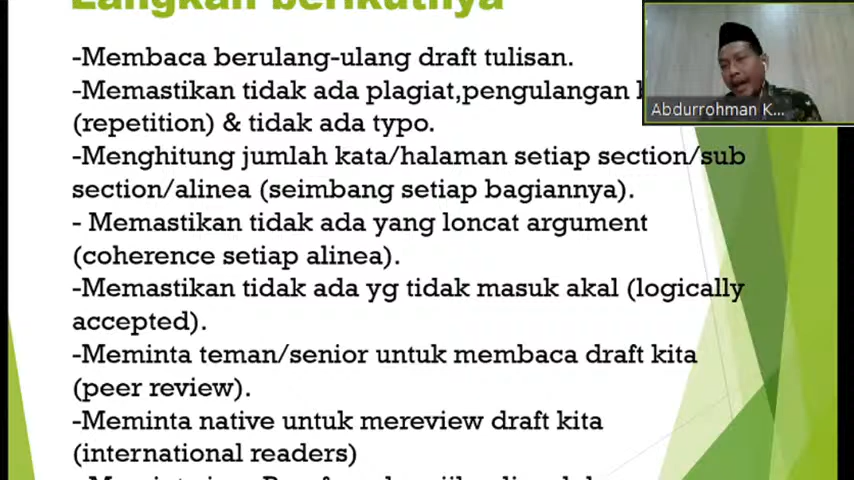 Langkah berikutnya
-Membaca berulang-ulang draft tulisan.
-Memastikan tidak ada plagiat,pengulangan
(repetition) & tidak ada typo.
-Menghitung jumlah kata/halaman setiap section/sub
section/alinea (seimbang setiap bagiannya).
- Memastikan tidak ada yang loncat argument
(coherence setiap alinea).
-Memastikan tidak ada yg tidak masuk akal (logically
accepted).
-Meminta teman/senior untuk membaca draft kita
(peer review).
-Meminta native untuk mereview draft kita
(international readers)
Abdurrohman K...